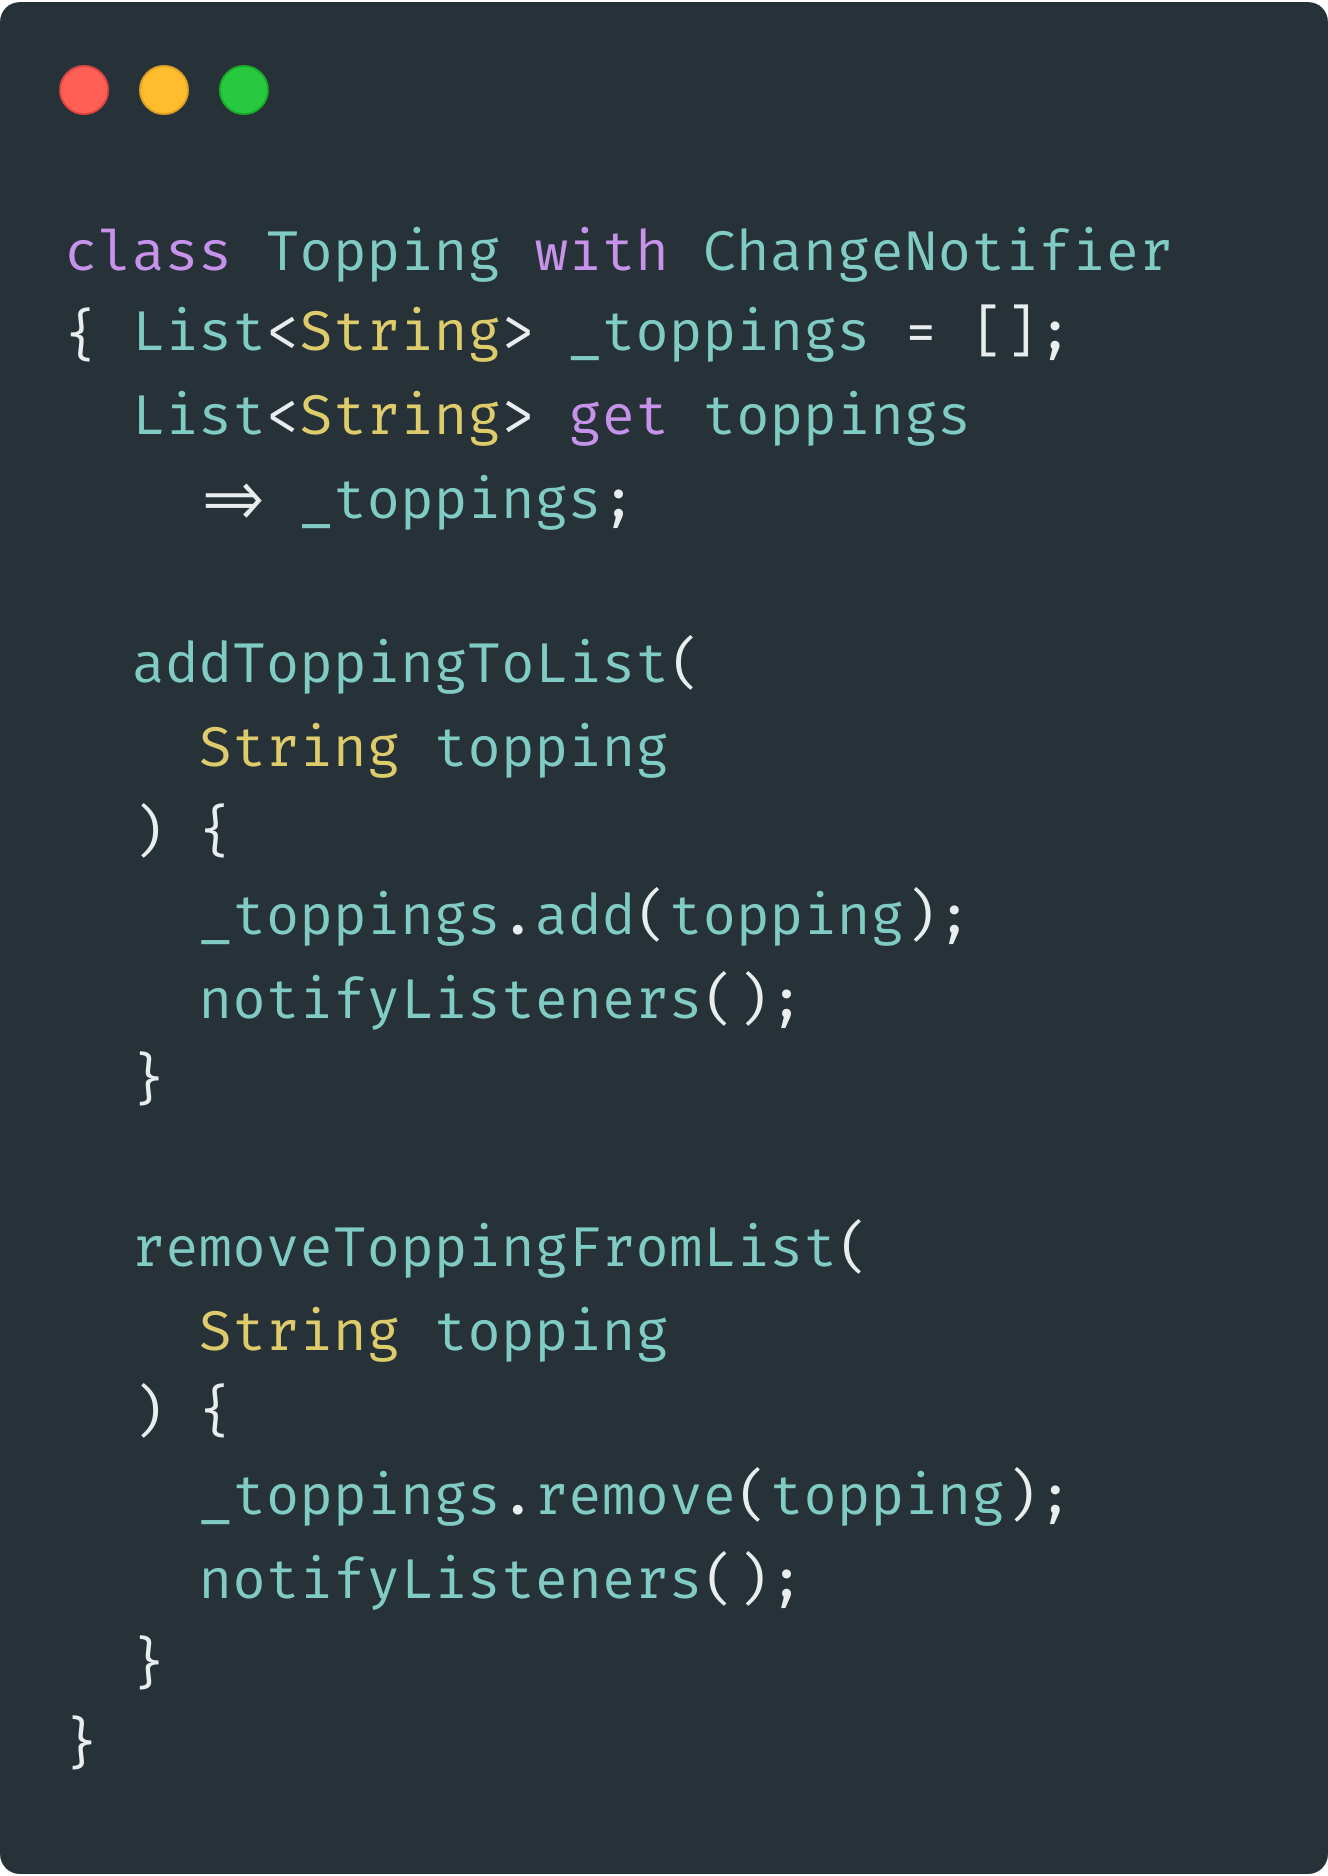 class Topping with ChangeNotifier
{ List<String> _toppings = [];
  List<String> get toppings
    => _toppings;

  addToppingToList(
    String topping
  ) {
    _toppings.add(topping);
    notifyListeners();
  }

  removeToppingFromList(
    String topping
  ) {
    _toppings.remove(topping);
    notifyListeners();
  }
}